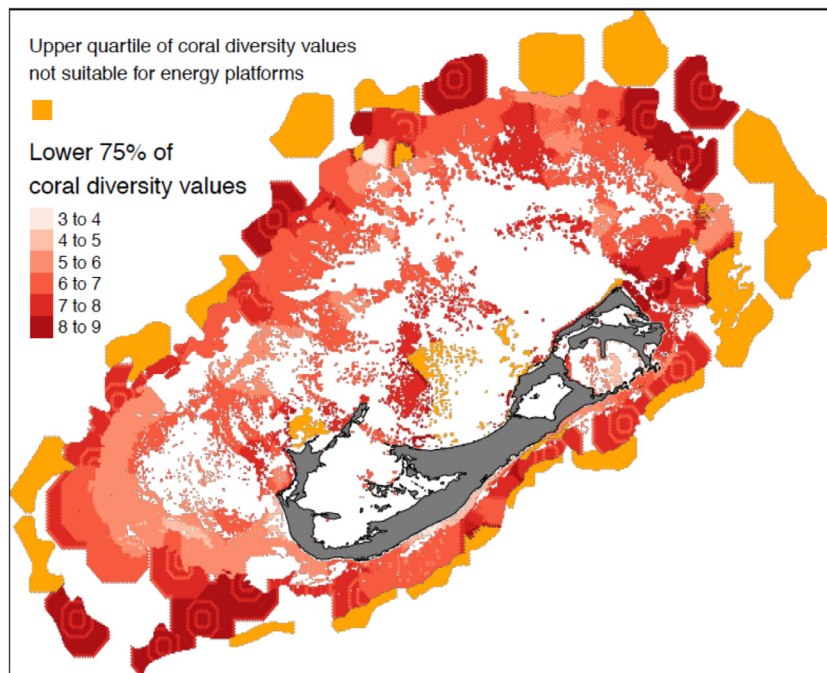 Upper quartile of coral diversity values
not suitable for energy platforms
Lower 75% of
coral diversity values
3 to 4
4 to 5
5 to 6
6 to 7
7 to 8
8 to 9